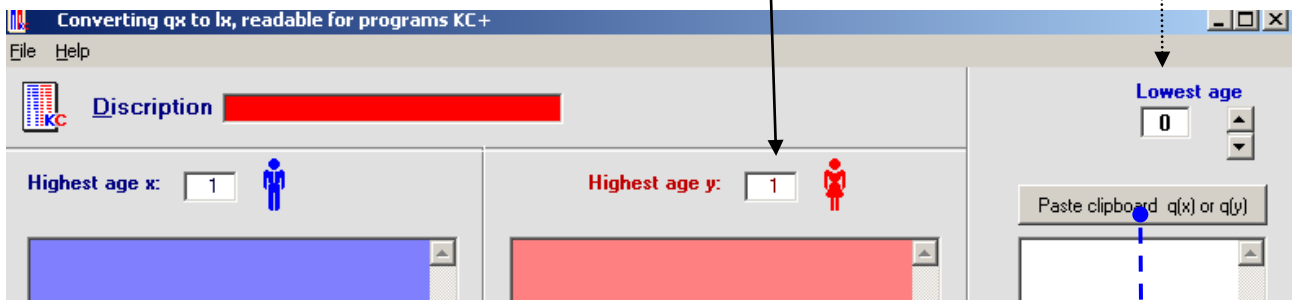 Converting qx to lx, readable for programs KC+
File Help
KC
Discription
Lowest age
0
Highest age x: 1
Highest age y: 1
Paste clipboard q(x) or q(y)